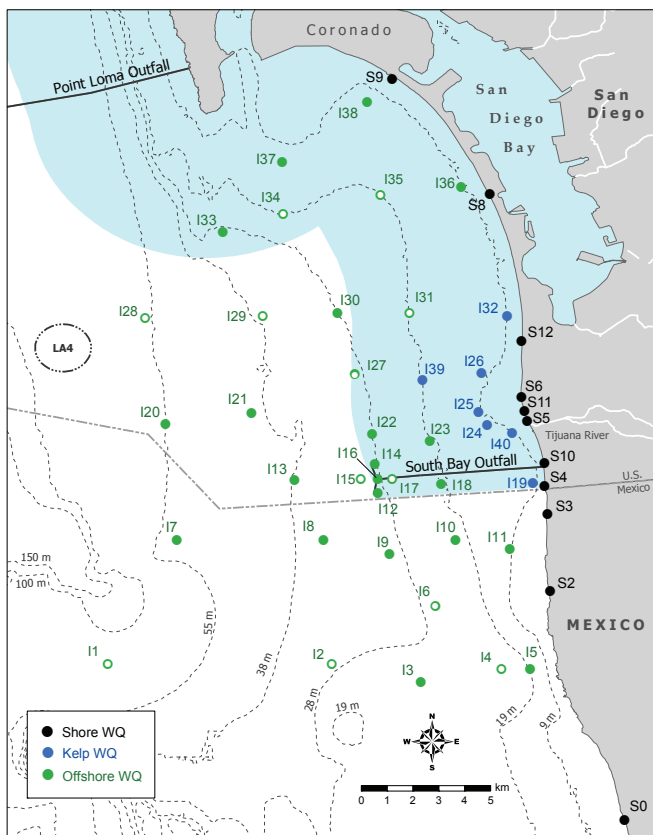 Coronado
Point Loma Outfall
S9
San
Diego
Bay
San
Diego
I38
I37
I36
I35
S8
I34
I33
I30
I31
I32
I28
I29
S12
LA4
I27
I39
I26
S6
I21
I25
S11
I20
S5
I22
I23
I24
Tijuana River
I40
I16
I14
South Bay Outfall
S10
I13
I15
I17
I18
I19
S4
U.S.
Mexico
I12
S3
I7
I8
I9
I10
I11
150 m
100 m
S2
I6
55 m
MEXICO
38 m
I1
I2
I3
I4
I5
28 m
19 m
19 m
9 m
Shore WQ
Kelp WQ
Offshore WQ
N
W E
S
km
0 1 2 3 4 5
S0